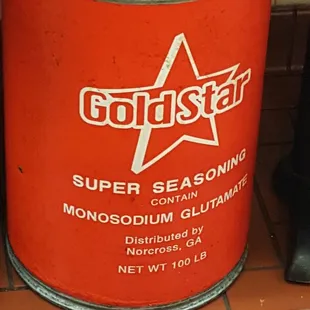 GoldStar
SUPER SEASONING
CONTAIN
MONOSODIUM GLUTAMATE
Distributed by
Norcross, GA
NET WT 100 LB